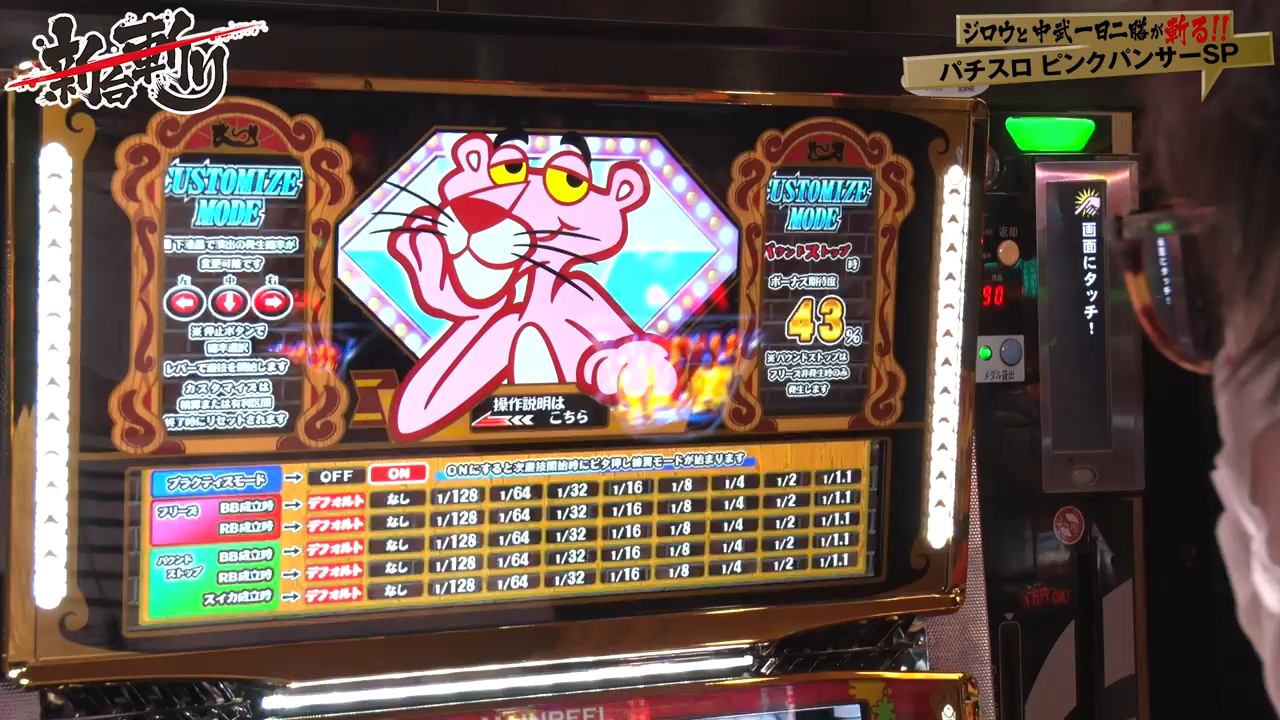 新台斬り
ジロウと中武一日二膳が斬る!!
パチスロ ピンクパンサーSP
CUSTOMIZE
MODE
下液晶で演出の発生確率が
変更可能です
左 中 右
※停止ボタンで
確率選択
レバーで遊技を開始します
カスタマイズは
精算または有利区間
終了時にリセットされます
CUSTOMIZE
MODE
バウンドストップ
時
ボーナス期待度
43%
※バウンドストップは
フリーズ非発生時のみ
発生します
操作説明は
こちら
返却
90
メダル貸出
画面にタッチ!
プラクティスモード → OFF ON ONにすると次遊技開始時にビタ押し練習モードが始まります
フリーズ BB成立時 → デフォルト なし 1/128 1/64 1/32 1/16 1/8 1/4 1/2 1/1.1
RB成立時 → デフォルト なし 1/128 1/64 1/32 1/16 1/8 1/4 1/2 1/1.1
バウンドストップ BB成立時 → デフォルト なし 1/128 1/64 1/32 1/16 1/8 1/4 1/2 1/1.1
RB成立時 → デフォルト なし 1/128 1/64 1/32 1/16 1/8 1/4 1/2 1/1.1
スイカ成立時 → デフォルト なし 1/128 1/64 1/32 1/16 1/8 1/4 1/2 1/1.1